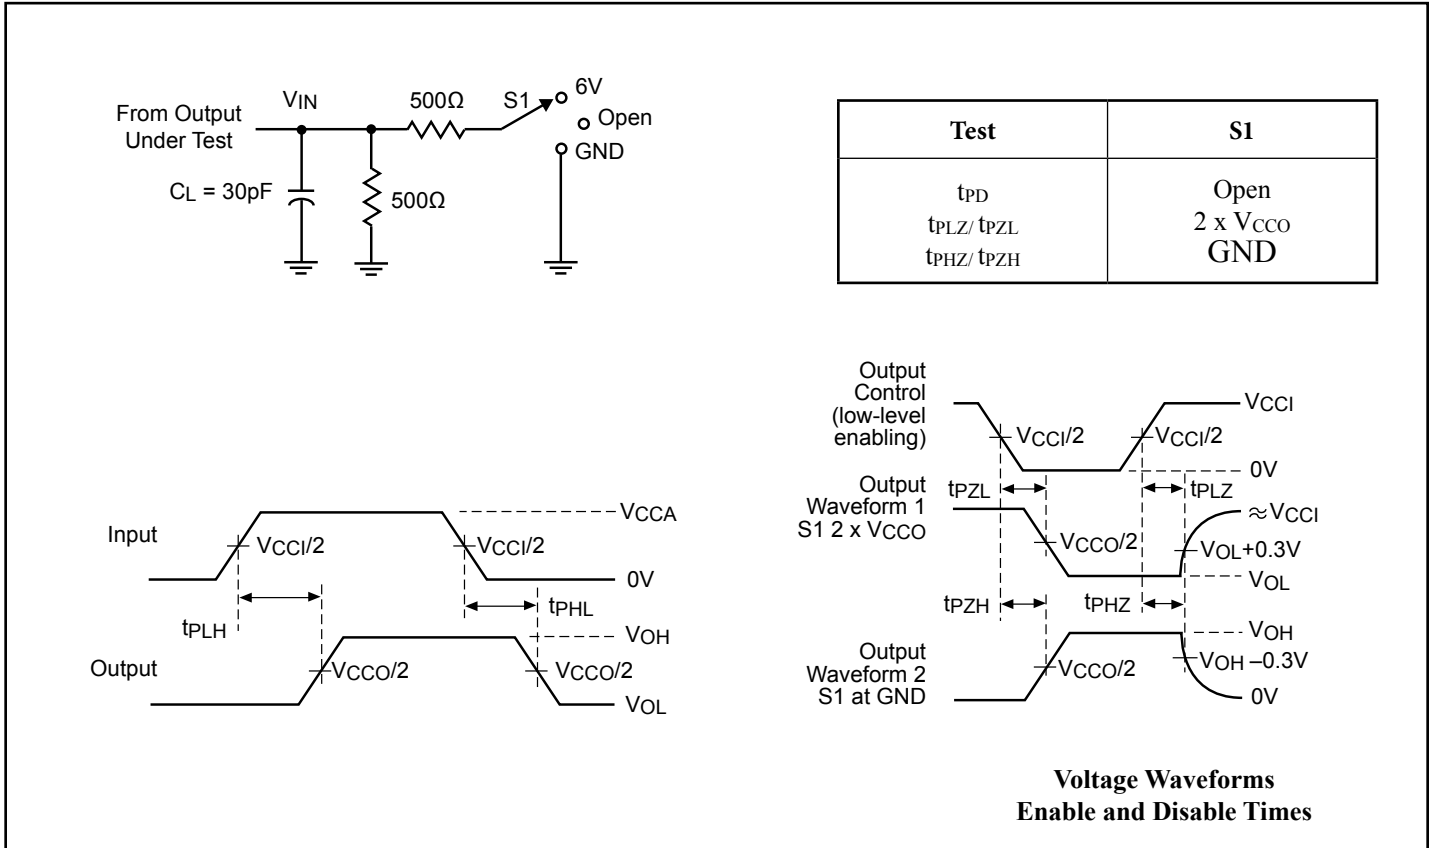 From Output
Under Test
VIN
500Ω
S1
6V
Open
GND
CL = 30pF
500Ω
Test
S1
tPD
Open
tPLZ/ tPZL
2 x VCCO
tPHZ/ tPZH
GND
Input
VCCI/2
VCCI/2
VCCA
0V
tPLH
tPHL
Output
VCCO/2
VCCO/2
VOH
VOL
Output
Control
(low-level
enabling)
VCCI/2
VCCI/2
VCCI
0V
Output
Waveform 1
S1 2 x VCCO
tPZL
tPLZ
VCCO/2
≈VCCI
VOL+0.3V
VOL
tPZH
tPHZ
Output
Waveform 2
S1 at GND
VCCO/2
VOH
VOH –0.3V
0V
Voltage Waveforms
Enable and Disable Times